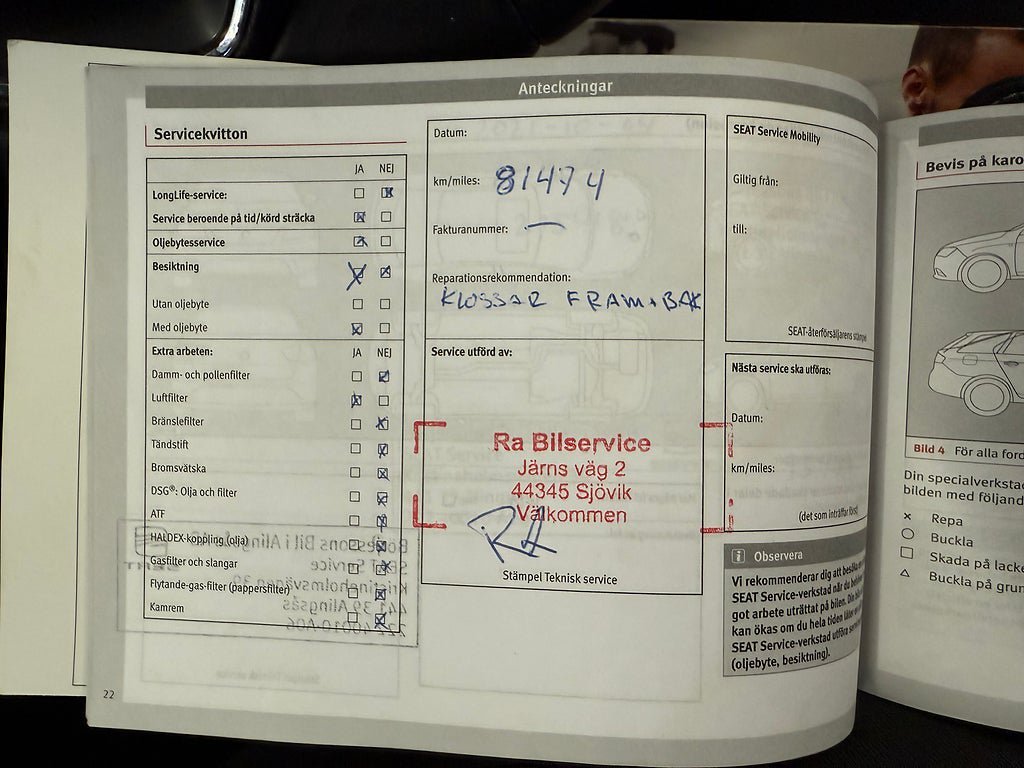 Anteckningar
Servicekvitton
JA NEJ
LongLife-service:
Service beroende på tid/körd sträcka
Oljebytesservice
Besiktning
Utan oljebyte
Med oljebyte
Extra arbeten: JA NEJ
Damm- och pollenfilter
Luftfilter
Bränslefilter
Tändstift
Bromsvätska
DSG®: Olja och filter
ATF
HALDEX-koppling (olja)
Gasfilter och slangar
Flytande-gas-filter (pappersfilter)
Kamrem
22
Datum:
km/miles: 81474
Fakturanummer: —
Reparationsrekommendation:
KLOSSAR FRAM+BAK
Service utförd av:
Ra Bilservice
Järns väg 2
44345 Sjövik
Välkommen
RA
Stämpel Teknisk service
SEAT Service Mobility
Giltig från:
till:
SEAT-återförsäljarens stämpel
Nästa service ska utföras:
Datum:
km/miles:
(det som inträffar först)
i Observera
Vi rekommenderar dig att besöka
SEAT Service-verkstad när du
got arbete uträttat på bilen. Din
kan ökas om du hela tiden låter
SEAT Service-verkstad utföra
(oljebyte, besiktning).
Bevis på karo
Bild 4 För alla ford
Din specialverkstad
bilden med följand
× Repa
○ Buckla
□ Skada på lacke
△ Buckla på grun